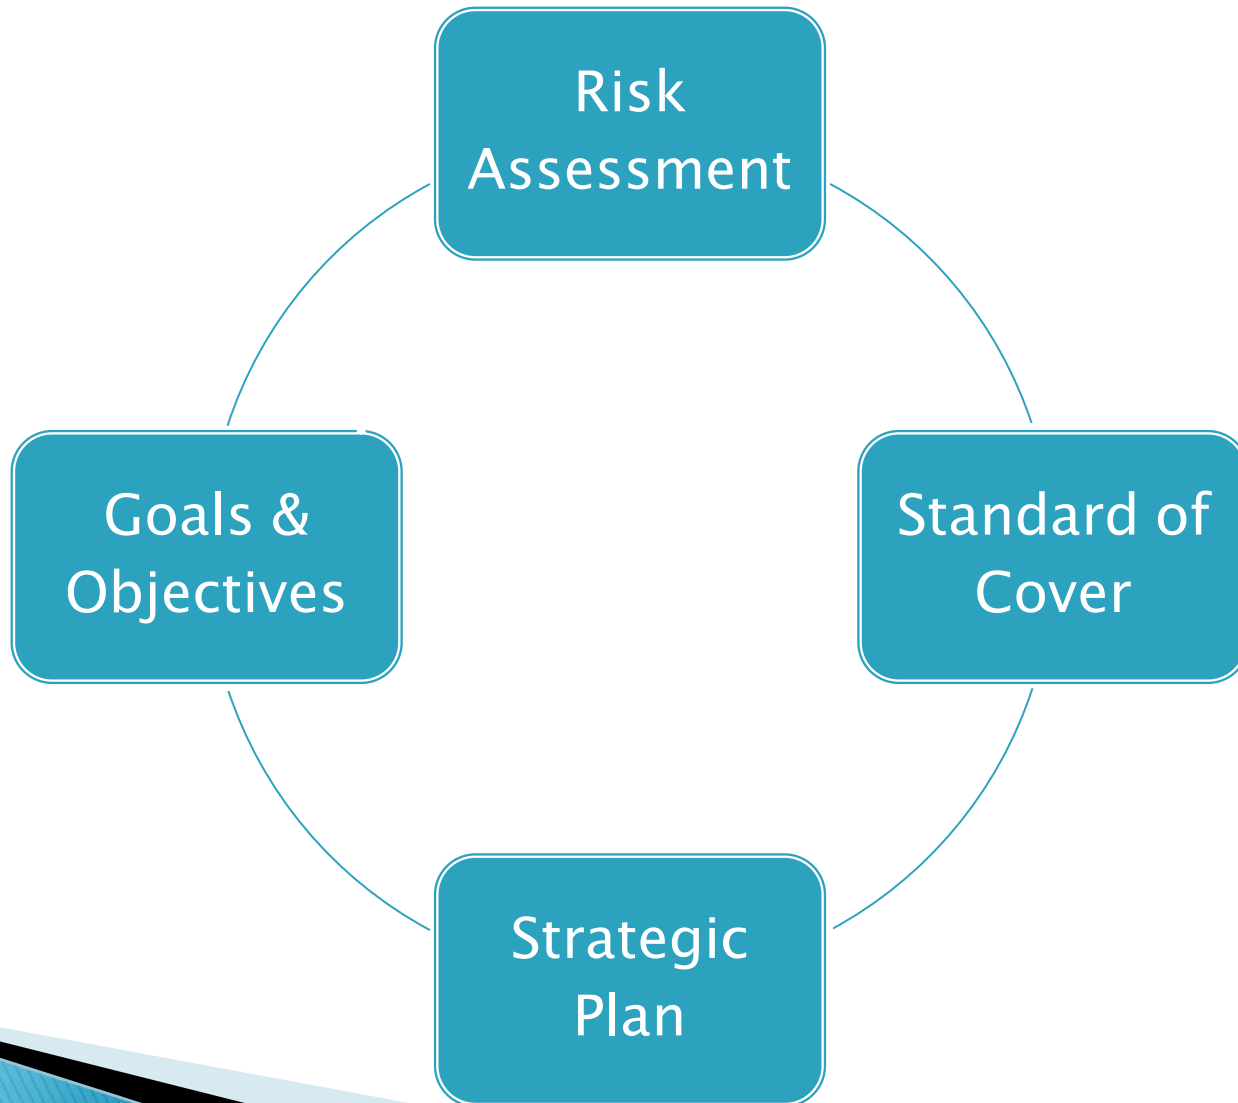 Risk
Assessment
Goals &
Objectives
Standard of
Cover
Strategic
Plan